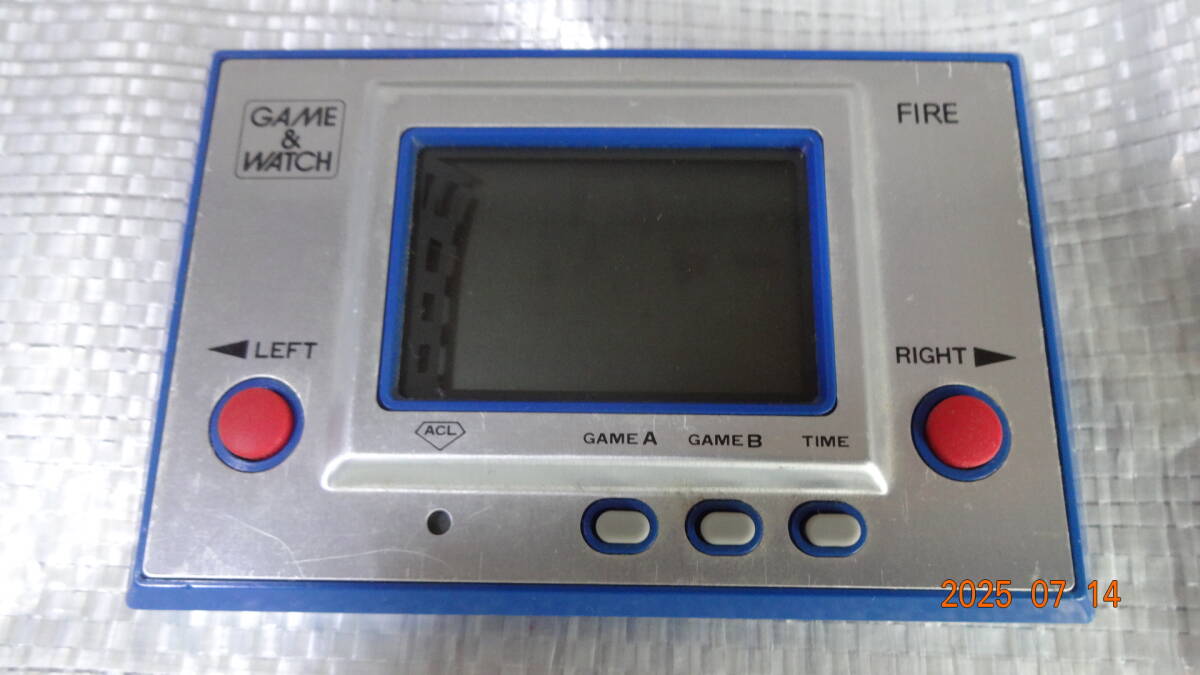 GAME
&
WATCH
FIRE
◀ LEFT
RIGHT ▶
ACL
GAME A GAME B TIME
2025 07 14